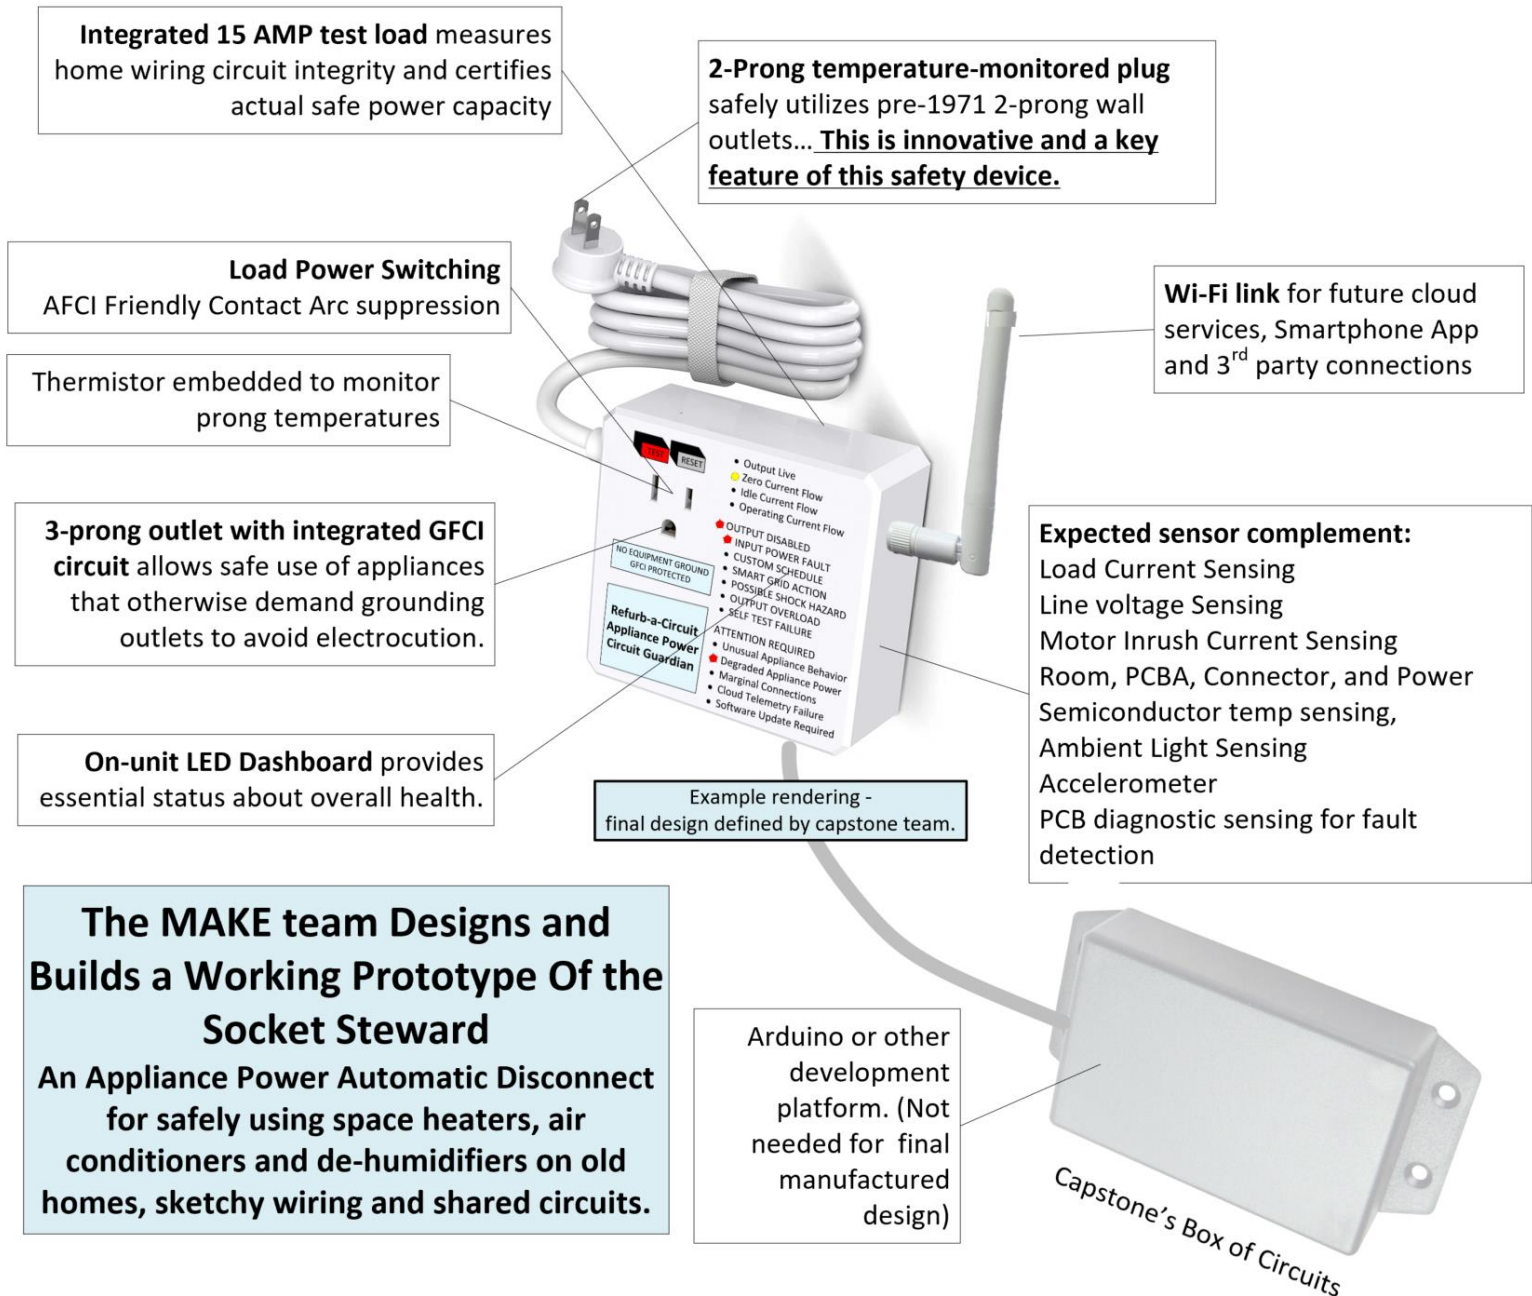 Integrated 15 AMP test load measures
home wiring circuit integrity and certifies
actual safe power capacity
2-Prong temperature-monitored plug
safely utilizes pre-1971 2-prong wall
outlets… This is innovative and a key
feature of this safety device.
Load Power Switching
AFCI Friendly Contact Arc suppression
Wi-Fi link for future cloud
services, Smartphone App
and 3rd party connections
Thermistor embedded to monitor
prong temperatures
3-prong outlet with integrated GFCI
circuit allows safe use of appliances
that otherwise demand grounding
outlets to avoid electrocution.
TEST
RESET
• Output Live
Zero Current Flow
• Idle Current Flow
• Operating Current Flow
OUTPUT DISABLED
INPUT POWER FAULT
• CUSTOM SCHEDULE
• SMART GRID ACTION
• POSSIBLE SHOCK HAZARD
• OUTPUT OVERLOAD
• SELF TEST FAILURE
ATTENTION REQUIRED
• Unusual Appliance Behavior
Degraded Appliance Power
• Marginal Connections
• Cloud Telemetry Failure
• Software Update Required
NO EQUIPMENT GROUND
GFCI PROTECTED
Refurb-a-Circuit
Appliance Power
Circuit Guardian
Expected sensor complement:
Load Current Sensing
Line voltage Sensing
Motor Inrush Current Sensing
Room, PCBA, Connector, and Power
Semiconductor temp sensing,
Ambient Light Sensing
Accelerometer
PCB diagnostic sensing for fault
detection
On-unit LED Dashboard provides
essential status about overall health.
Example rendering -
final design defined by capstone team.
The MAKE team Designs and
Builds a Working Prototype Of the
Socket Steward
An Appliance Power Automatic Disconnect
for safely using space heaters, air
conditioners and de-humidifiers on old
homes, sketchy wiring and shared circuits.
Arduino or other
development
platform. (Not
needed for final
manufactured
design)
Capstone's Box of Circuits